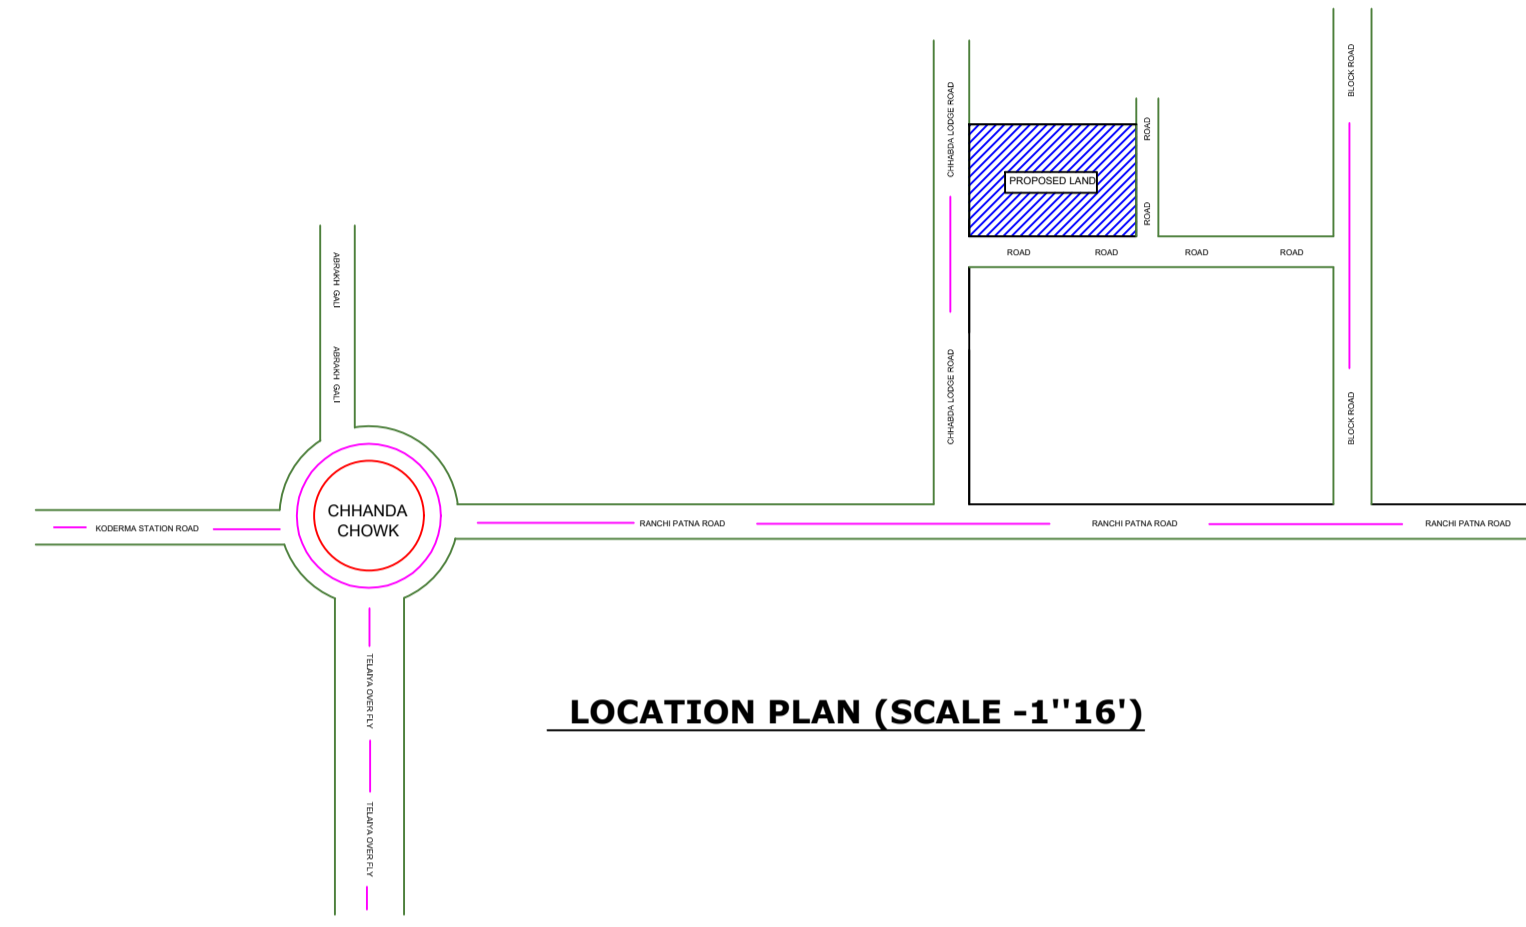 BLOCK ROAD
CHHABDA LODGE ROAD
ROAD
PROPOSED LAND
ROAD
ROAD ROAD ROAD ROAD
ABRAKH GALI
ABRAKH GALI
CHHABDA LODGE ROAD
BLOCK ROAD
CHHANDA
CHOWK
KODERMA STATION ROAD
RANCHI PATNA ROAD
RANCHI PATNA ROAD
RANCHI PATNA ROAD
TELAIYA OVER FLY
LOCATION PLAN (SCALE -1''16')
TELAIYA OVER FLY